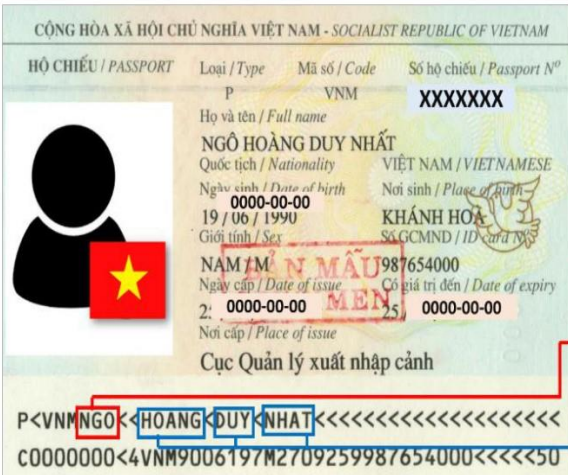 CỘNG HÒA XÃ HỘI CHỦ NGHĨA VIỆT NAM - SOCIALIST REPUBLIC OF VIETNAM
HỘ CHIẾU / PASSPORT Loại / Type Mã số / Code Số hộ chiếu / Passport Nº
P VNM XXXXXXX
Họ và tên / Full name
NGÔ HOÀNG DUY NHẤT
Quốc tịch / Nationality VIỆT NAM / VIETNAMESE
Ngày sinh / Date of birth Nơi sinh / Place of birth
0000-00-00
19 / 06 / 1990 KHÁNH HOÀ
Giới tính / Sex Số GCMND / ID card Nº
NAM / M 987654000
BẢN MẪU
Ngày cấp / Date of issue Có giá trị đến / Date of expiry
MEN
0000-00-00 25 0000-00-00
Nơi cấp / Place of issue
Cục Quản lý xuất nhập cảnh
P<VNMNGO<<HOANG<DUY<NHAT<<<<<<<<<<<<<<<<<<<<
C0000000<4VNM9006197M2709259987654000<<<<<50